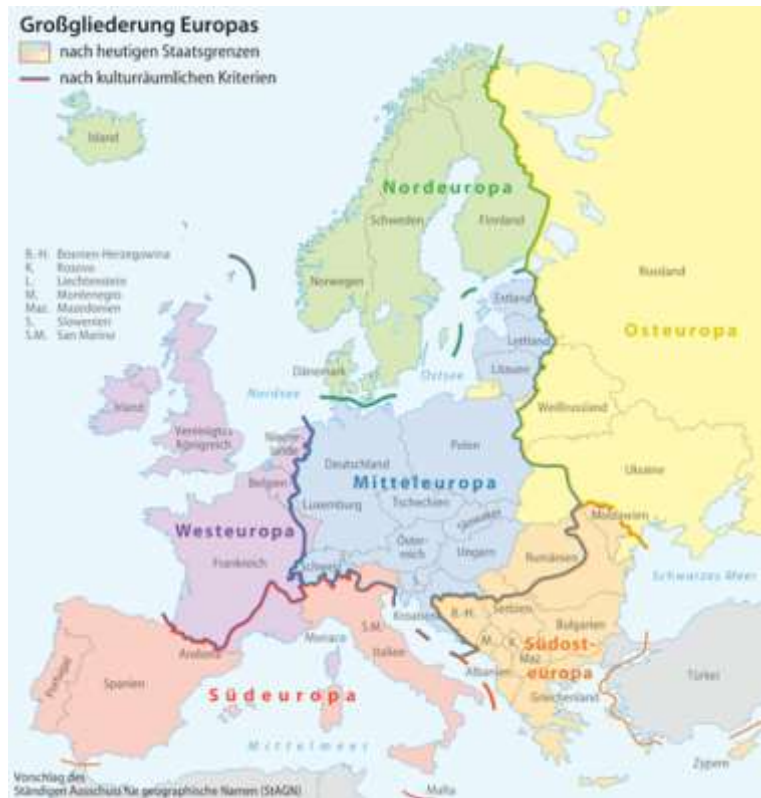 Großgliederung Europas
nach heutigen Staatsgrenzen
nach kulturräumlichen Kriterien
Island
Nordeuropa
Schweden
Finnland
Norwegen
B.-H. Bosnien-Herzegowina
K. Kosovo
L. Liechtenstein
M. Montenegro
Maz. Mazedonien
S. Slowenien
S.M. San Marino
Russland
Estland
Lettland
Litauen
Osteuropa
Dänemark
Nordsee
Ostsee
Irland
Vereinigtes
Königreich
Weißrussland
Niederlande
Belgien
Deutschland
Polen
Ukraine
Luxemburg
Mitteleuropa
Tschechien
Slowakei
Moldawien
Westeuropa
Frankreich
Schweiz
Österreich
Ungarn
Rumänien
Schwarzes Meer
Kroatien
B.-H.
Serbien
Bulgarien
S.M.
Monaco
Andorra
Italien
M.
K.
Maz.
Südosteuropa
Albanien
Portugal
Spanien
Südeuropa
Griechenland
Türkei
Mittelmeer
Zypern
Malta
Vorschlag des
Ständigen Ausschuss für geographische Namen (StAGN)